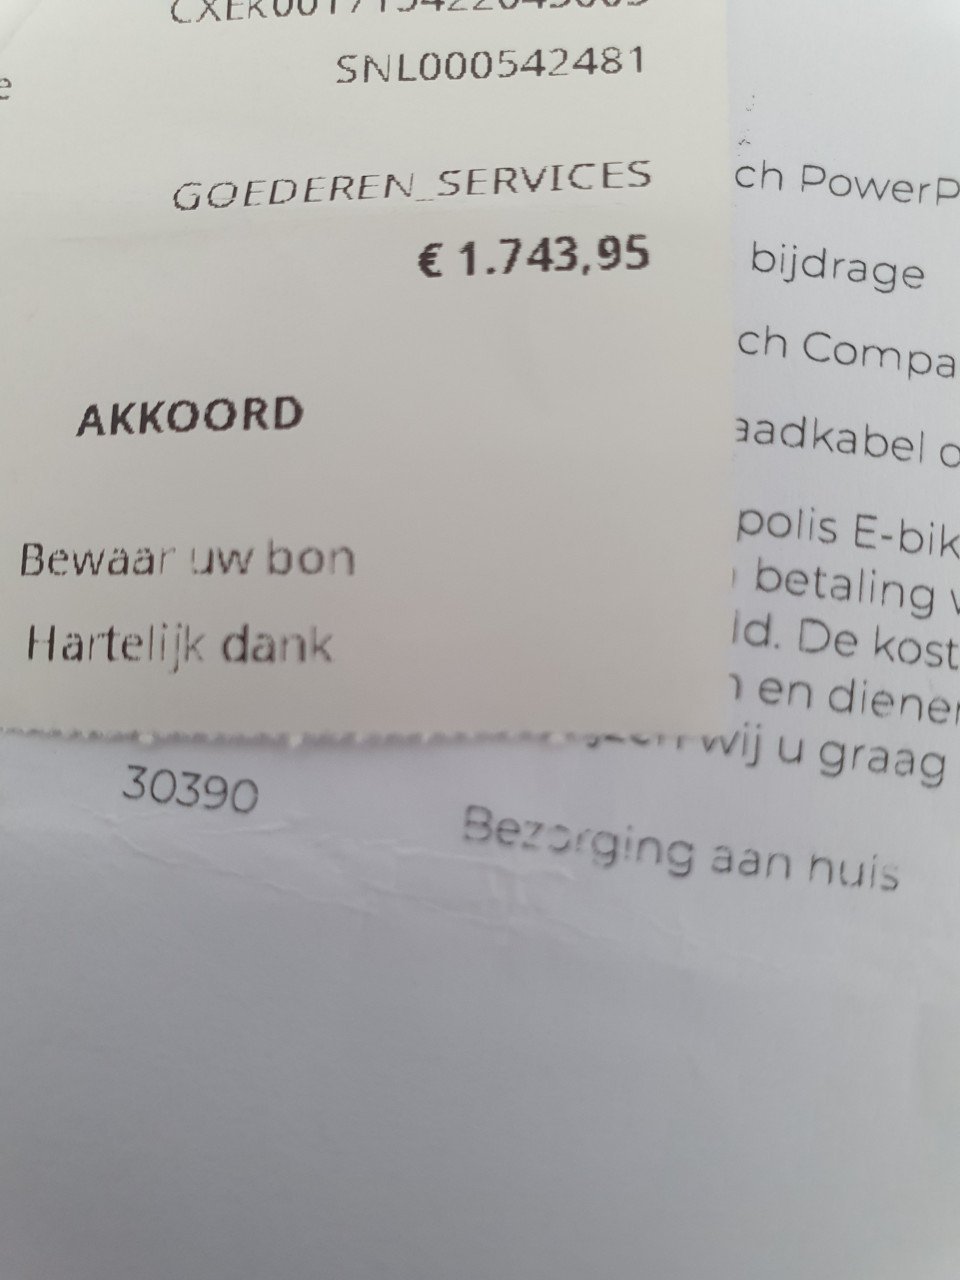 SNL000542481
GOEDEREN_SERVICES
€ 1.743,95
AKKOORD
Bewaar uw bon
Hartelijk dank
ch PowerP
bijdrage
ch Compa
aadkabel o
polis E-bik
betaling v
ld. De kost
n en diener
wij u graag
30390
Bezorging aan huis